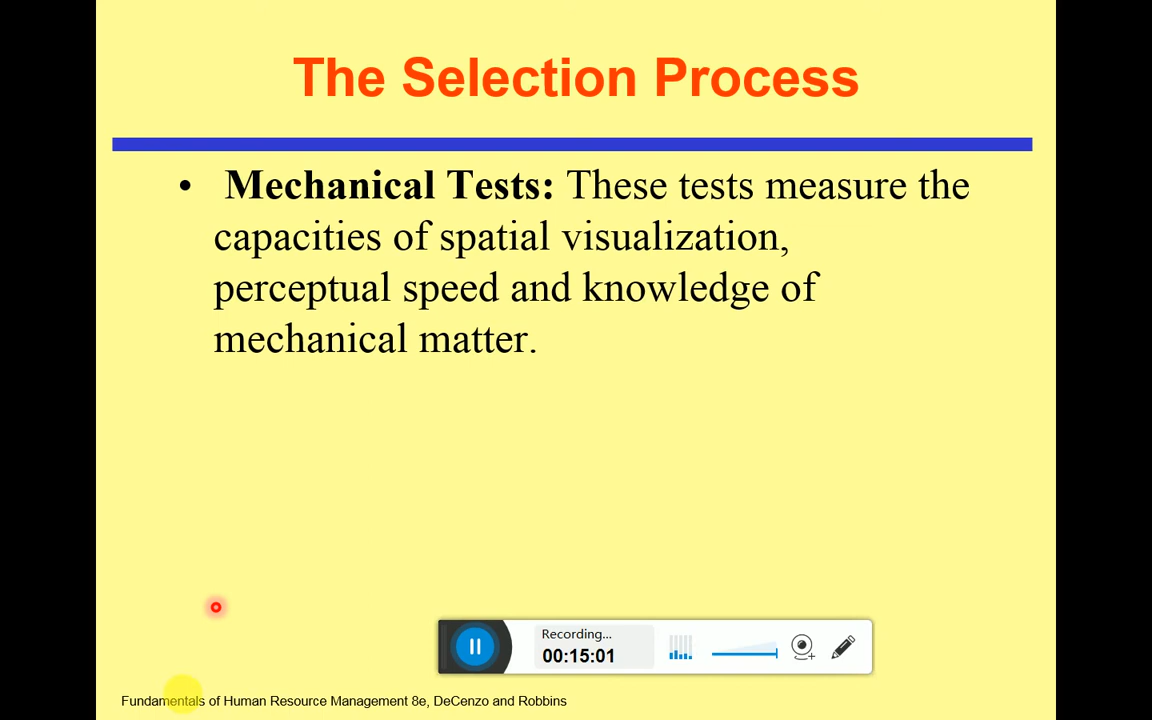 The Selection Process
• Mechanical Tests: These tests measure the
capacities of spatial visualization,
perceptual speed and knowledge of
mechanical matter.
Recording...
00:15:01
Fundamentals of Human Resource Management 8e, DeCenzo and Robbins